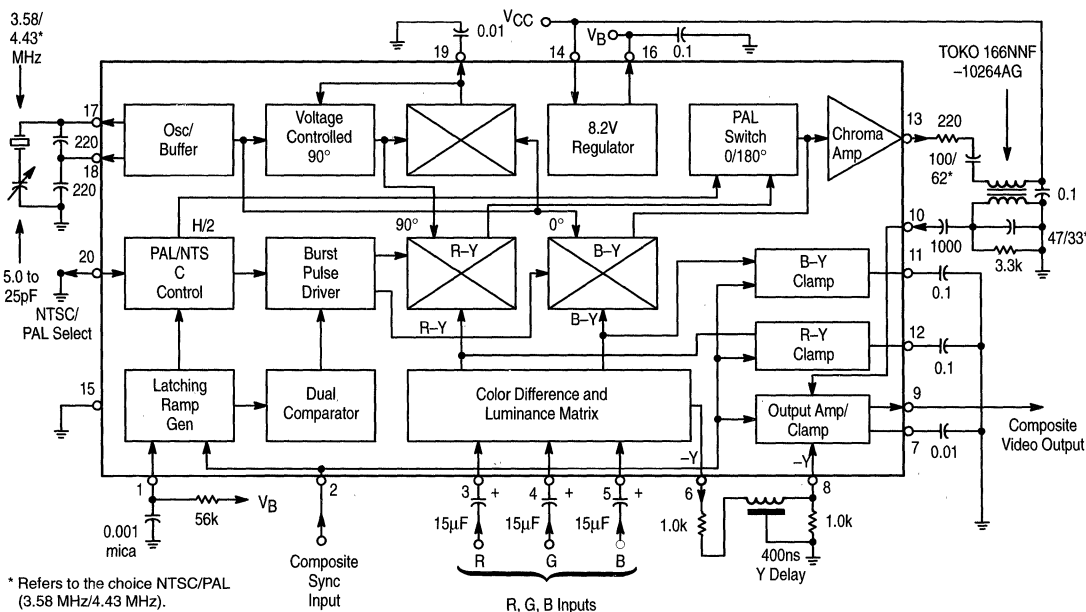 3.58/
4.43*
MHz
0.01
VCC
VB
0.1
19
14
16
TOKO 166NNF
–10264AG
17
220
18
220
Osc/
Buffer
Voltage
Controlled
90°
8.2V
Regulator
PAL
Switch
0/180°
Chroma
Amp
13
220
100/
62*
0.1
H/2
90°
0°
10
1000
47/33*
3.3k
20
5.0 to
25pF
NTSC/
PAL Select
PAL/NTS
C
Control
Burst
Pulse
Driver
R–Y
B–Y
B–Y
Clamp
11
0.1
R–Y
B–Y
R–Y
Clamp
12
0.1
15
Latching
Ramp
Gen
Dual
Comparator
Color Difference and
Luminance Matrix
Output Amp/
Clamp
9
Composite
Video Output
7
0.01
–Y
–Y
1
2
3
+
4
+
5
+
6
8
VB
56k
0.001
mica
15µF
15µF
15µF
1.0k
1.0k
R
G
B
400ns
Y Delay
Composite
Sync
Input
R, G, B Inputs
* Refers to the choice NTSC/PAL
(3.58 MHz/4.43 MHz).